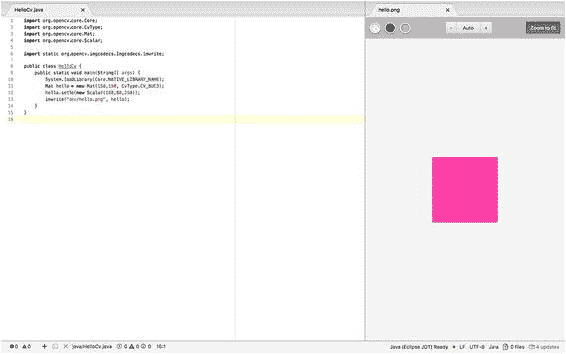 HelloCv.java ×
1 import org.opencv.core.Core;
2 import org.opencv.core.CvType;
3 import org.opencv.core.Mat;
4 import org.opencv.core.Scalar;
5
6 import static org.opencv.imgcodecs.Imgcodecs.imwrite;
7
8 public class HelloCv {
9 public static void main(String[] args) {
10 System.loadLibrary(Core.NATIVE_LIBRARY_NAME);
11 Mat hello = new Mat(150,150, CvType.CV_8UC3);
12 hello.setTo(new Scalar(180,80,250));
13 imwrite("dev/hello.png", hello);
14 }
15 }
16
hello.png ×
- Auto +
Zoom to fit
0 0 + java/HelloCv.java 0 0 0 16:1
Java (Eclipse JDT) Ready LF UTF-8 Java 0 files 4 updates